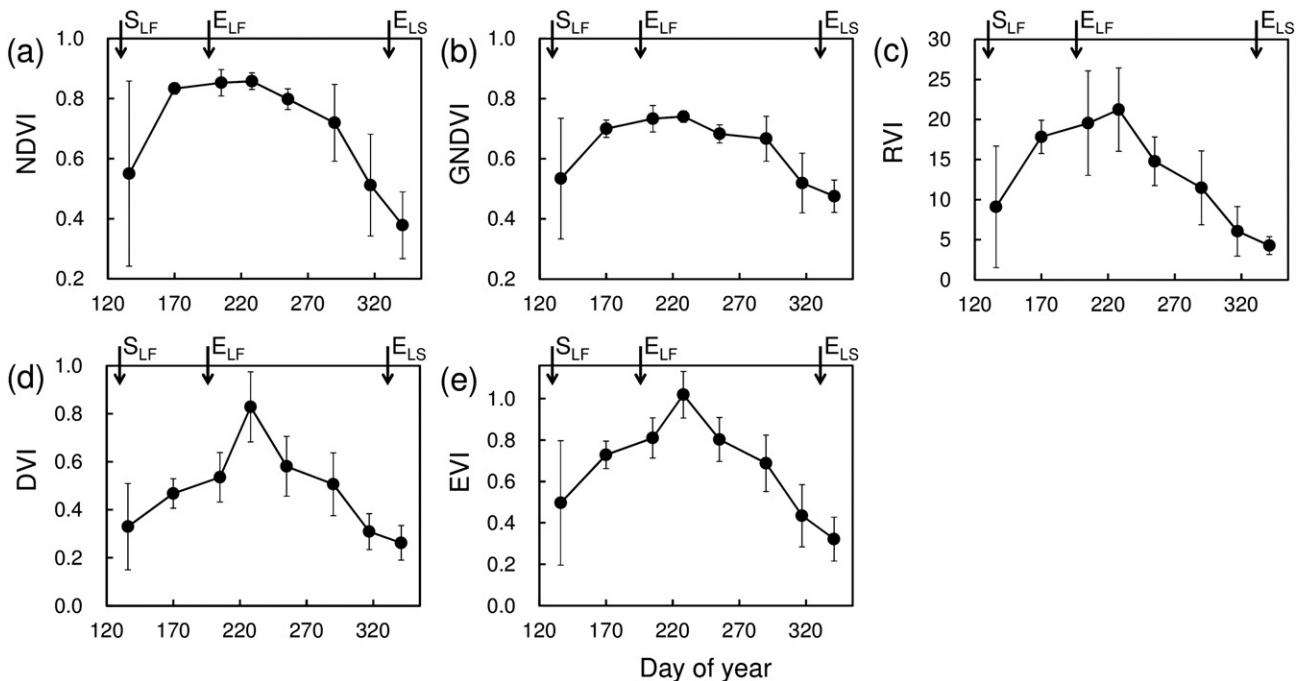 (a)
S_LF E_LF E_LS
NDVI
1.0
0.8
0.6
0.4
0.2
120 170 220 270 320
(b)
S_LF E_LF E_LS
GNDVI
1.0
0.8
0.6
0.4
0.2
120 170 220 270 320
(c)
S_LF E_LF E_LS
RVI
30
25
20
15
10
5
0
120 170 220 270 320
(d)
S_LF E_LF E_LS
DVI
1.0
0.8
0.6
0.4
0.2
0.0
120 170 220 270 320
(e)
S_LF E_LF E_LS
EVI
1.0
0.8
0.6
0.4
0.2
0.0
120 170 220 270 320
Day of year